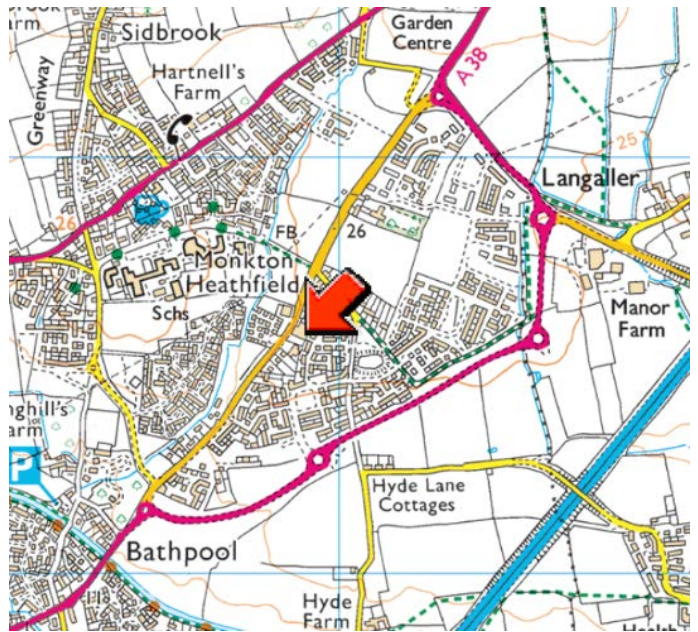 Garden
Centre
Sidbrook
Hartnell's
Farm
A 38
Greenway
25
Langaller
26
FB
26
Monkton
Heathfield
Schs
Manor
Farm
P
Hyde Lane
Cottages
Bathpool
Hyde
Farm